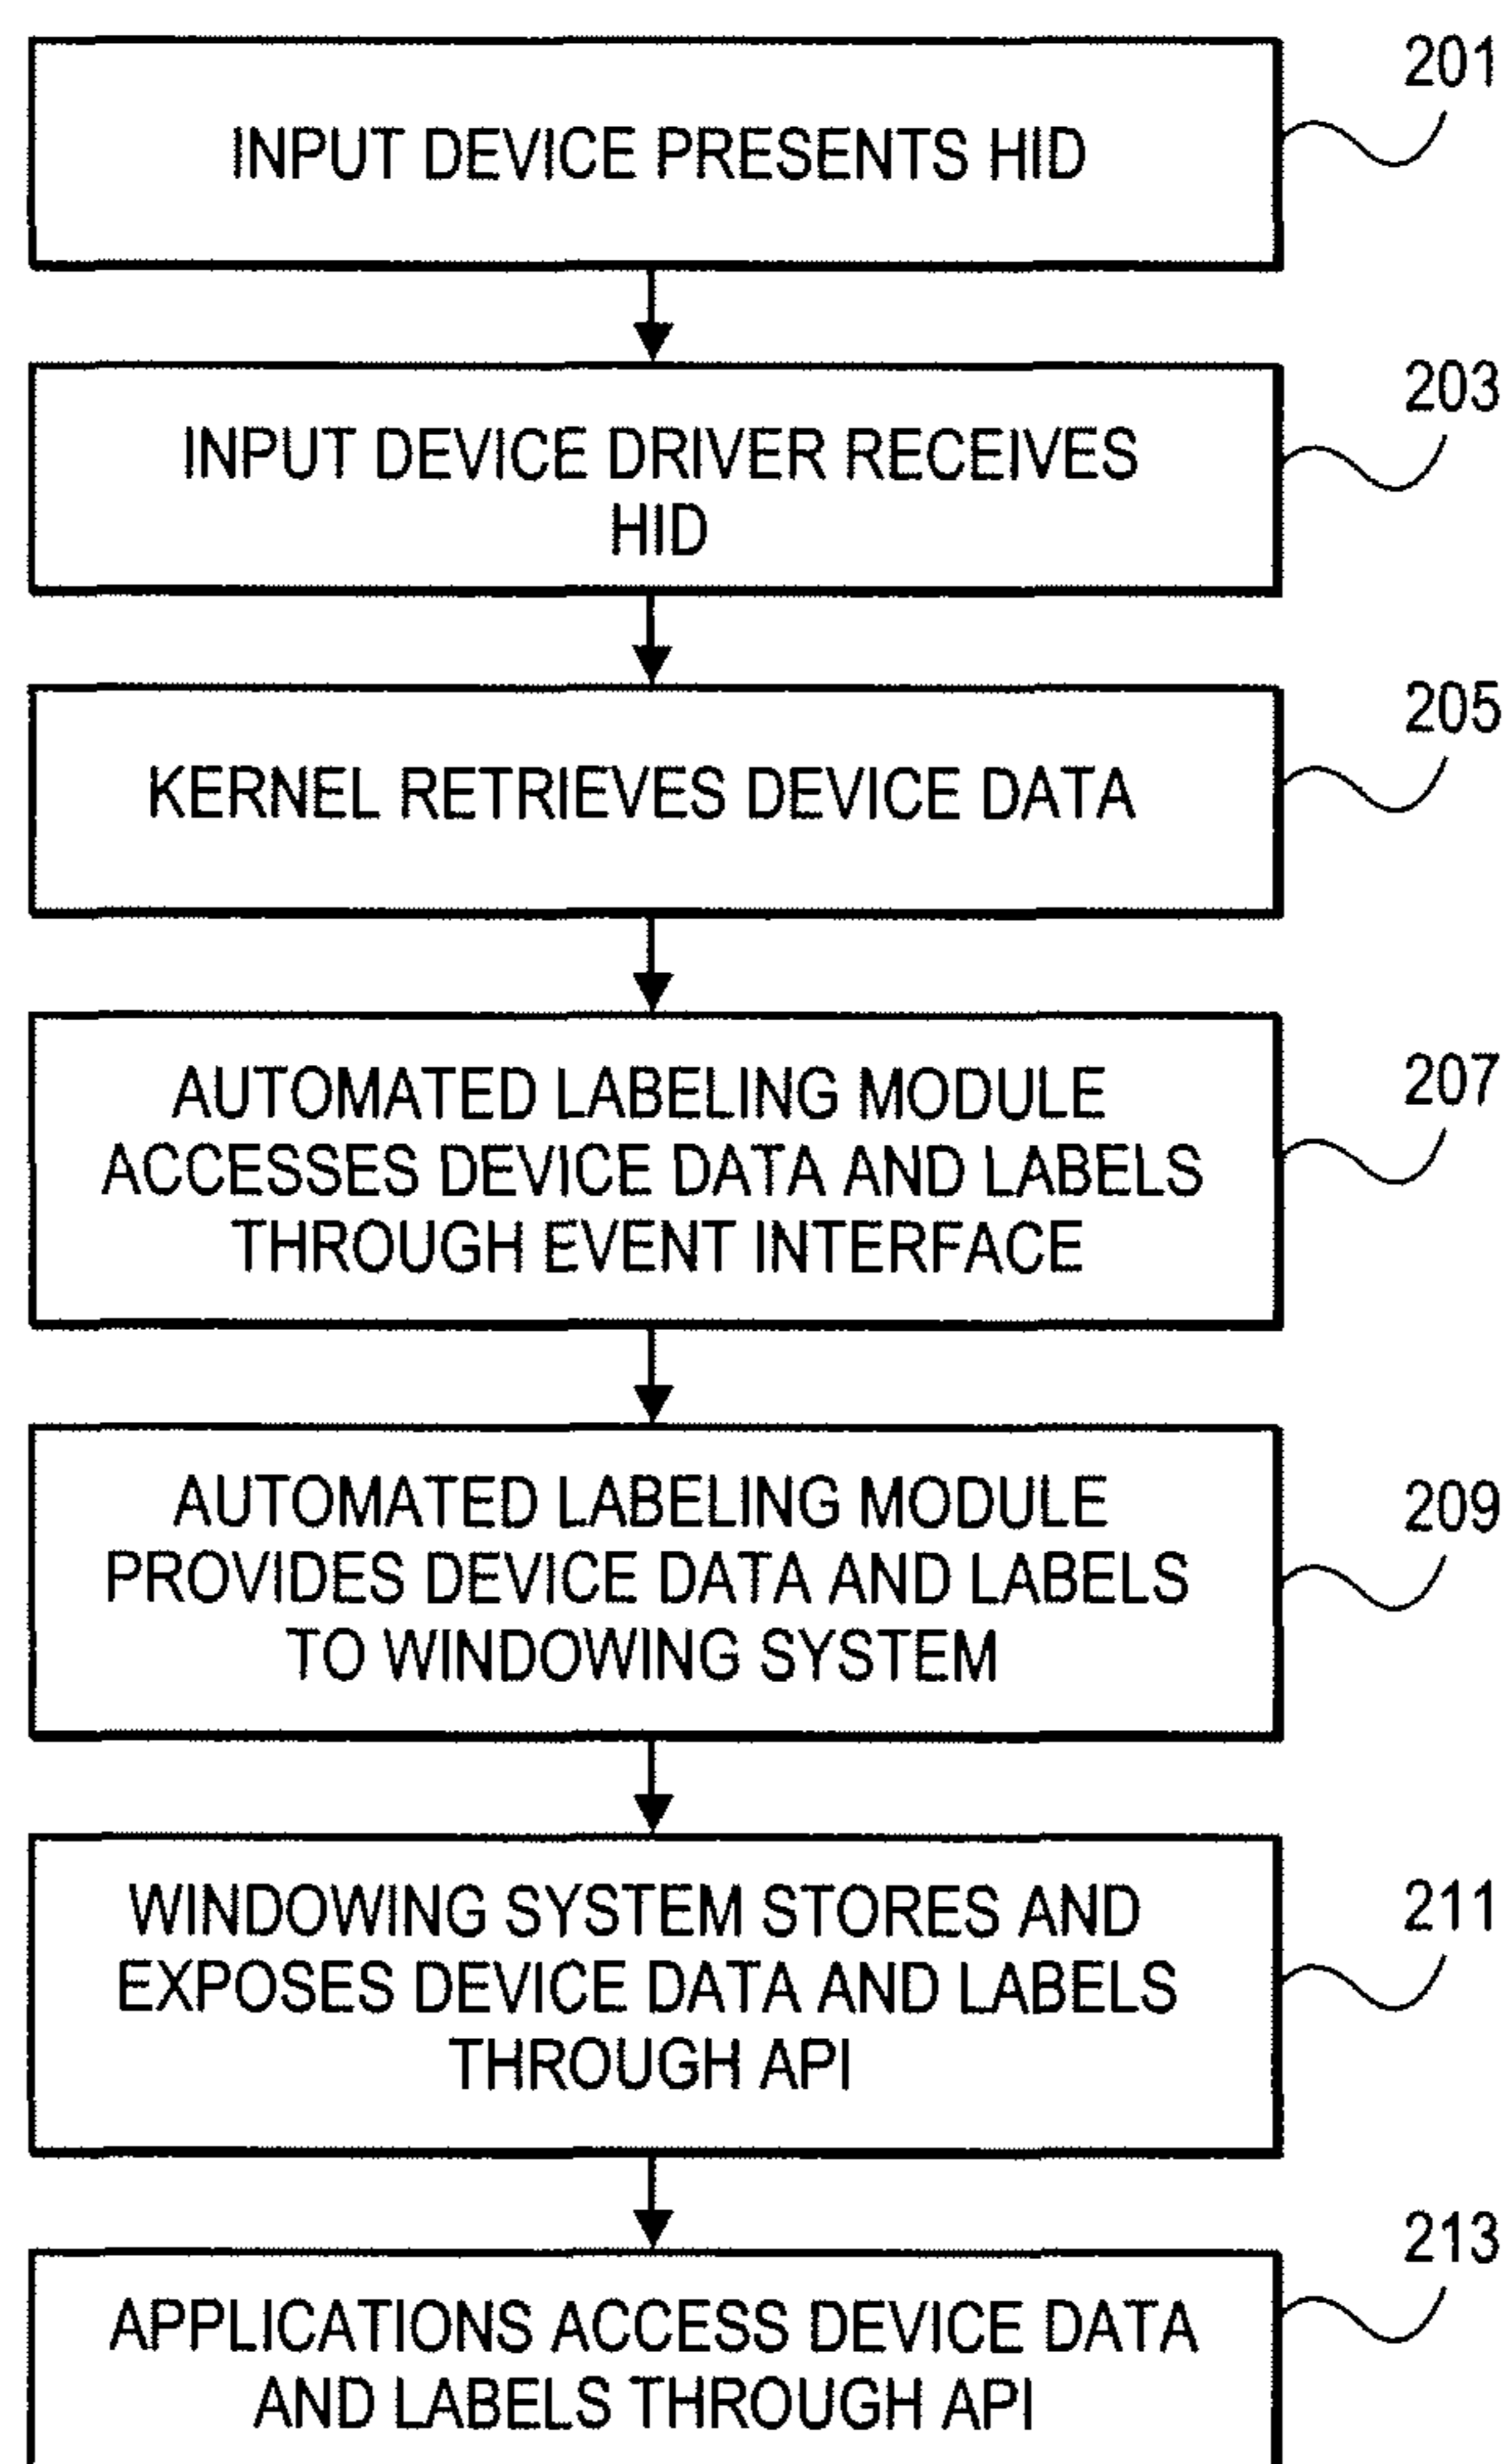 201
INPUT DEVICE PRESENTS HID
203
INPUT DEVICE DRIVER RECEIVES
HID
205
KERNEL RETRIEVES DEVICE DATA
207
AUTOMATED LABELING MODULE
ACCESSES DEVICE DATA AND LABELS
THROUGH EVENT INTERFACE
209
AUTOMATED LABELING MODULE
PROVIDES DEVICE DATA AND LABELS
TO WINDOWING SYSTEM
211
WINDOWING SYSTEM STORES AND
EXPOSES DEVICE DATA AND LABELS
THROUGH API
213
APPLICATIONS ACCESS DEVICE DATA
AND LABELS THROUGH API